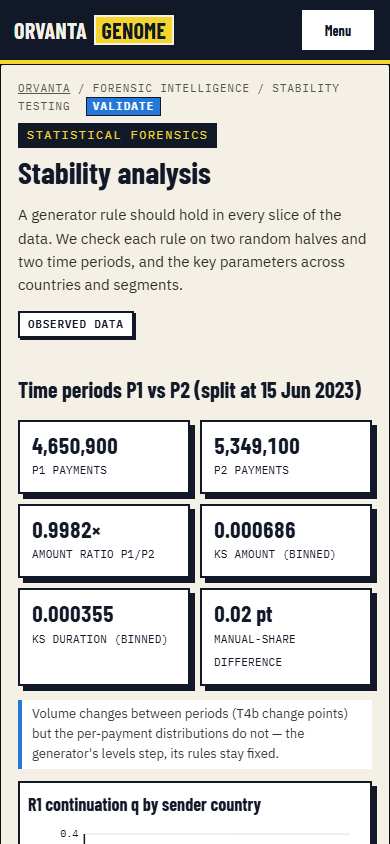 ORVANTA GENOME
Menu
ORVANTA / FORENSIC INTELLIGENCE / STABILITY
TESTING VALIDATE
STATISTICAL FORENSICS
Stability analysis
A generator rule should hold in every slice of the
data. We check each rule on two random halves and
two time periods, and the key parameters across
countries and segments.
OBSERVED DATA
Time periods P1 vs P2 (split at 15 Jun 2023)
4,650,900
P1 PAYMENTS
5,349,100
P2 PAYMENTS
0.9982×
AMOUNT RATIO P1/P2
0.000686
KS AMOUNT (BINNED)
0.000355
KS DURATION (BINNED)
0.02 pt
MANUAL-SHARE
DIFFERENCE
Volume changes between periods (T4b change points)
but the per-payment distributions do not — the
generator's levels step, its rules stay fixed.
R1 continuation q by sender country
0.4